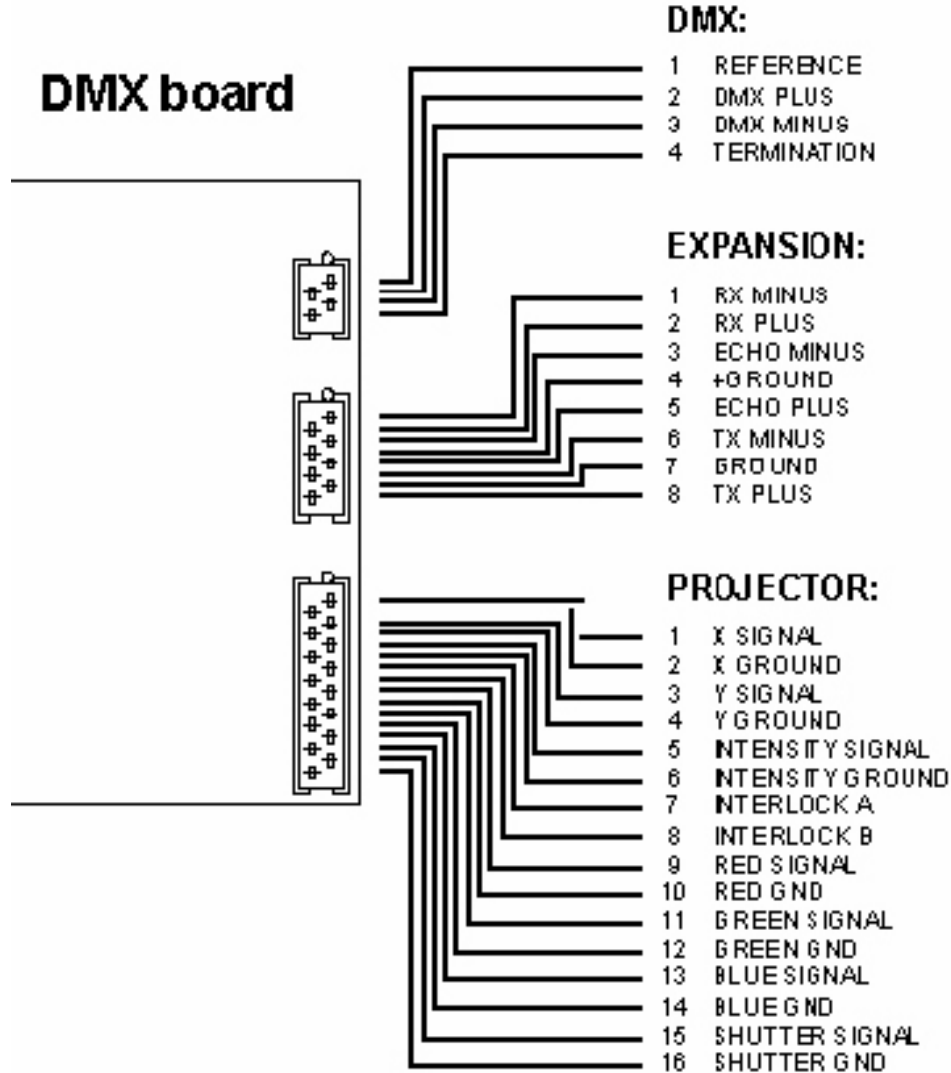 DMX board
DMX:
1 REFERENCE
2 DMX PLUS
3 DMX MINUS
4 TERMINATION
EXPANSION:
1 RX MINUS
2 RX PLUS
3 ECHO MINUS
4 +GROUND
5 ECHO PLUS
6 TX MINUS
7 GROUND
8 TX PLUS
PROJECTOR:
1 X SIGNAL
2 X GROUND
3 Y SIGNAL
4 Y GROUND
5 INTENSITY SIGNAL
6 INTENSITY GROUND
7 INTERLOCK A
8 INTERLOCK B
9 RED SIGNAL
10 RED GND
11 GREEN SIGNAL
12 GREEN GND
13 BLUE SIGNAL
14 BLUE GND
15 SHUTTER SIGNAL
16 SHUTTER GND